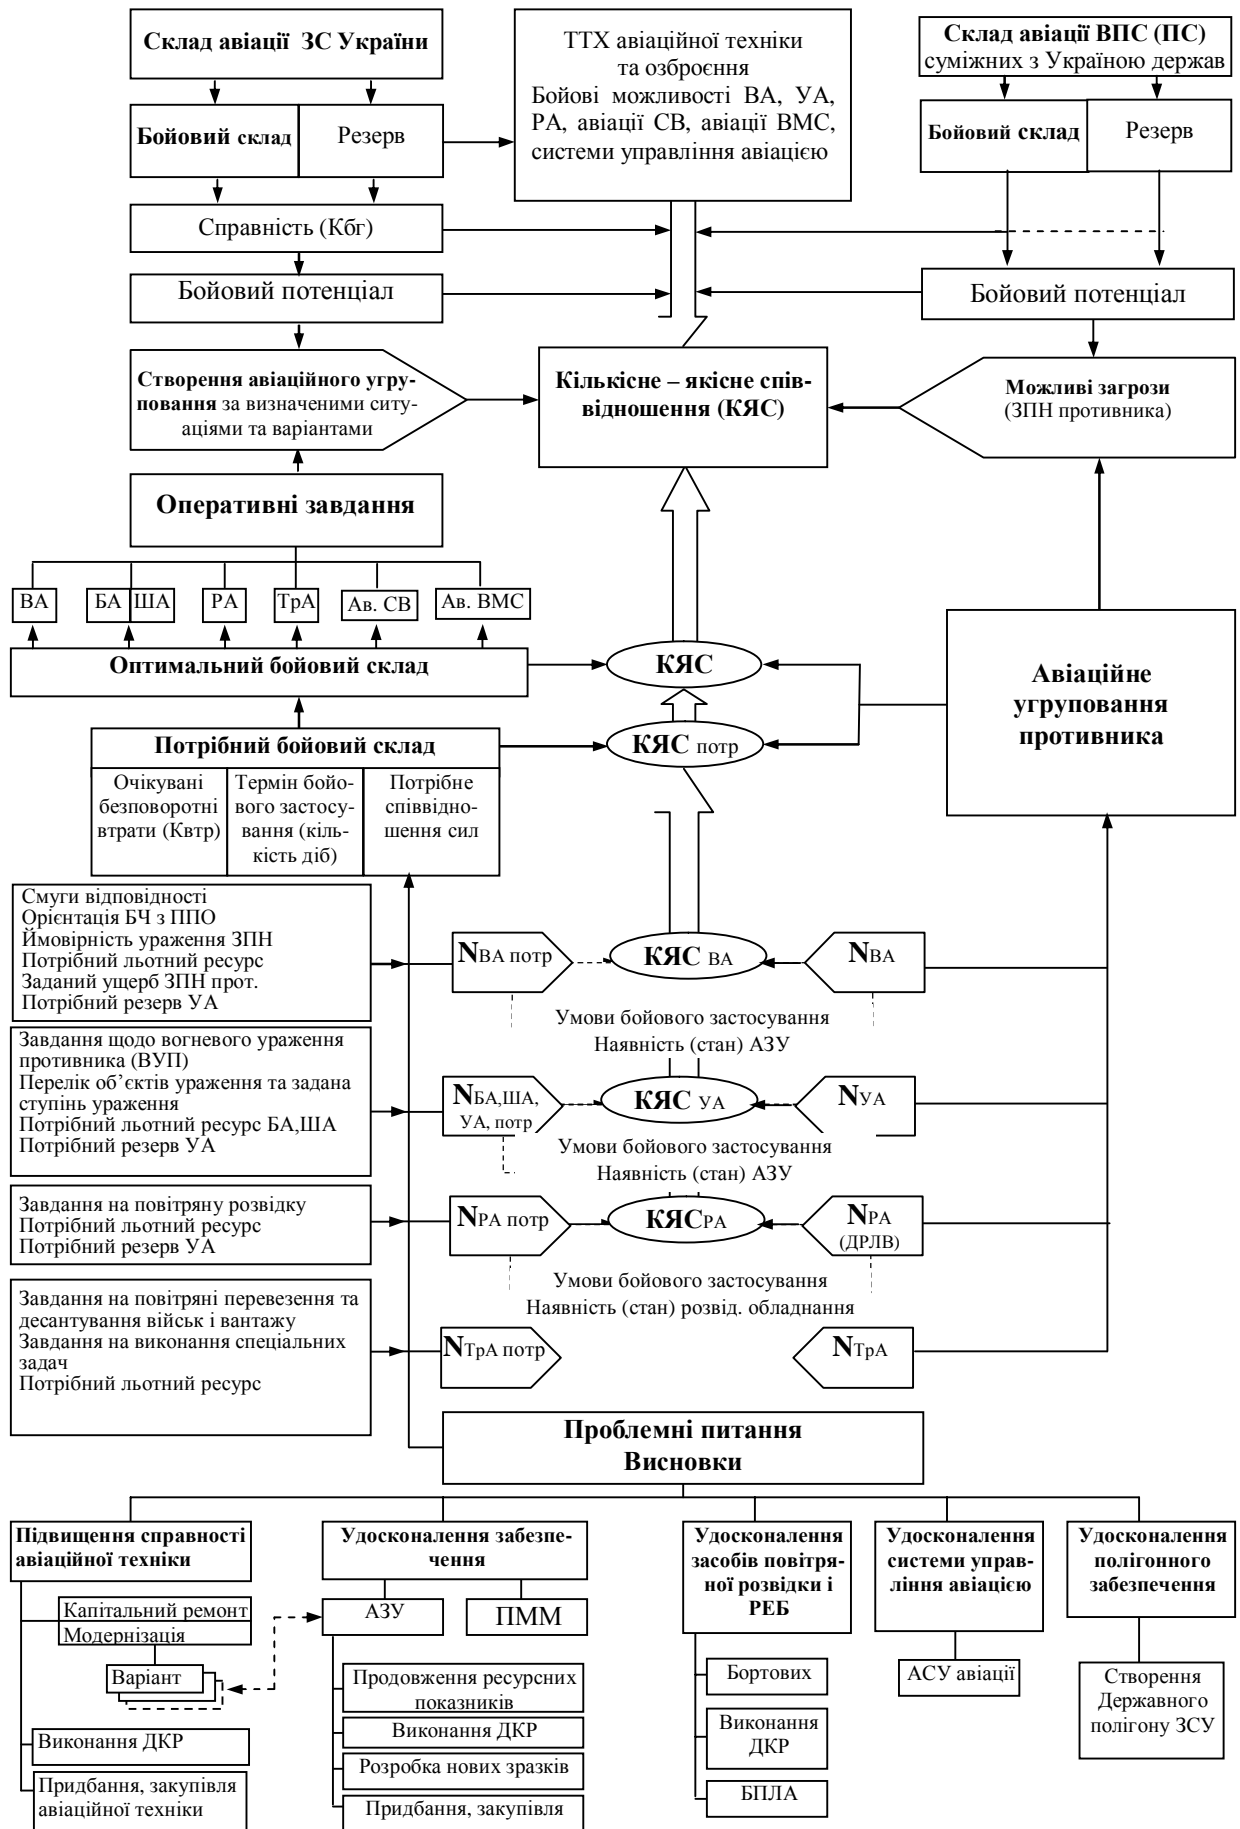 Склад авіації ЗС України
Бойовий склад
Резерв
Справність (Кбг)
Бойовий потенціал
Створення авіаційного угру-
повання за визначеними ситу-
аціями та варіантами
Оперативні завдання
ТТХ авіаційної техніки
та озброєння
Бойові можливості ВА, УА,
РА, авіації СВ, авіації ВМС,
системи управління авіацією
Кількісне – якісне спів-
відношення (КЯС)
Склад авіації ВПС (ПС)
суміжних з Україною держав
Бойовий склад
Резерв
Бойовий потенціал
Можливі загрози
(ЗПН противника)
ВА
БА
ША
РА
ТрА
Ав. СВ
Ав. ВМС
Оптимальний бойовий склад
КЯС
Авіаційне
угруповання
противника
Потрібний бойовий склад
КЯС потр
Очікувані
безповоротні
втрати (Квтр)
Термін бойо-
вого застосу-
вання (кіль-
кість діб)
Потрібне
співвідно-
шення сил
Смуги відповідності
Орієнтація БЧ з ППО
Ймовірність ураження ЗПН
Потрібний льотний ресурс
Заданий ущерб ЗПН прот.
Потрібний резерв УА
NВА потр
КЯС ВА
NВА
Умови бойового застосування
Наявність (стан) АЗУ
Завдання щодо вогневого ураження
противника (ВУП)
Перелік об’єктів ураження та задана
ступінь ураження
Потрібний льотний ресурс БА,ША
Потрібний резерв УА
NБА,ША,
УА, потр
КЯС УА
NУА
Умови бойового застосування
Наявність (стан) АЗУ
Завдання на повітряну розвідку
Потрібний льотний ресурс
Потрібний резерв УА
NРА потр
КЯСРА
NРА
(ДРЛВ)
Умови бойового застосування
Наявність (стан) розвід. обладнання
Завдання на повітряні перевезення та
десантування військ і вантажу
Завдання на виконання спеціальних
задач
Потрібний льотний ресурс
NТрА потр
NТрА
Проблемні питання
Висновки
Підвищення справності
авіаційної техніки
Капітальний ремонт
Модернізація
Варіант
Виконання ДКР
Придбання, закупівля
авіаційної техніки
Удосконалення забезпе-
чення
АЗУ
ПММ
Продовження ресурсних
показників
Виконання ДКР
Розробка нових зразків
Придбання, закупівля
Удосконалення
засобів повітря-
ної розвідки і
РЕБ
Бортових
Виконання
ДКР
БПЛА
Удосконалення
системи управ-
ління авіацією
АСУ авіації
Удосконалення
полігонного
забезпечення
Створення
Державного
полігону ЗСУ